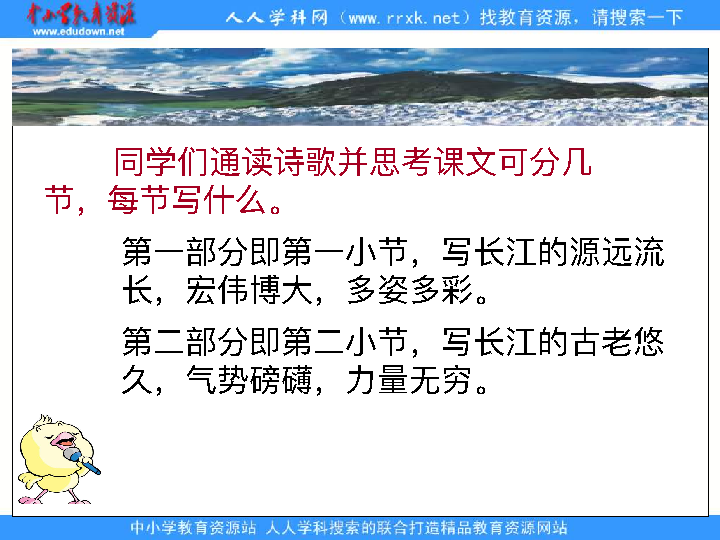 中小学教育资源
www.edudown.net
人人学科网（www.rrxk.net）找教育资源，请搜索一下
同学们通读诗歌并思考课文可分几
节，每节写什么。
第一部分即第一小节，写长江的源远流
长，宏伟博大，多姿多彩。
第二部分即第二小节，写长江的古老悠
久，气势磅礴，力量无穷。
中小学教育资源站 人人学科搜索的联合打造精品教育资源网站